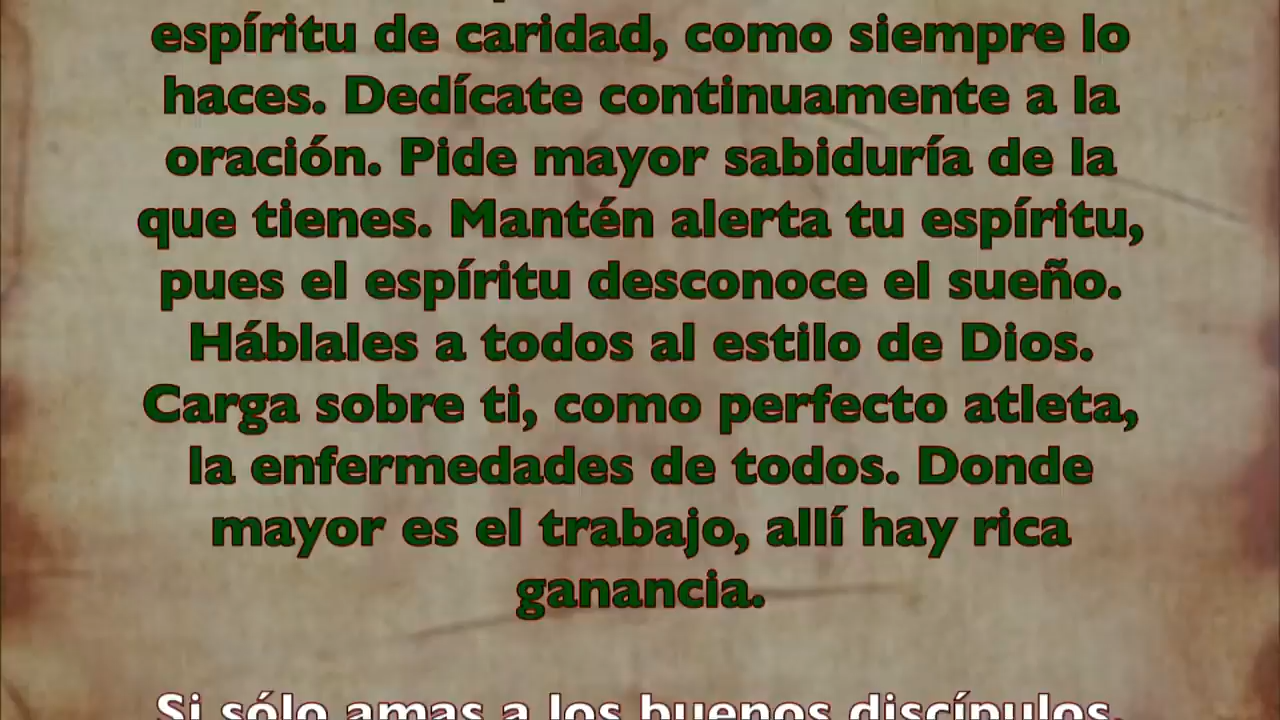 espíritu de caridad, como siempre lo
haces. Dedícate continuamente a la
oración. Pide mayor sabiduría de la
que tienes. Mantén alerta tu espíritu,
pues el espíritu desconoce el sueño.
Háblales a todos al estilo de Dios.
Carga sobre ti, como perfecto atleta,
la enfermedades de todos. Donde
mayor es el trabajo, allí hay rica
ganancia.
Si sólo amas a los buenos discípulos,